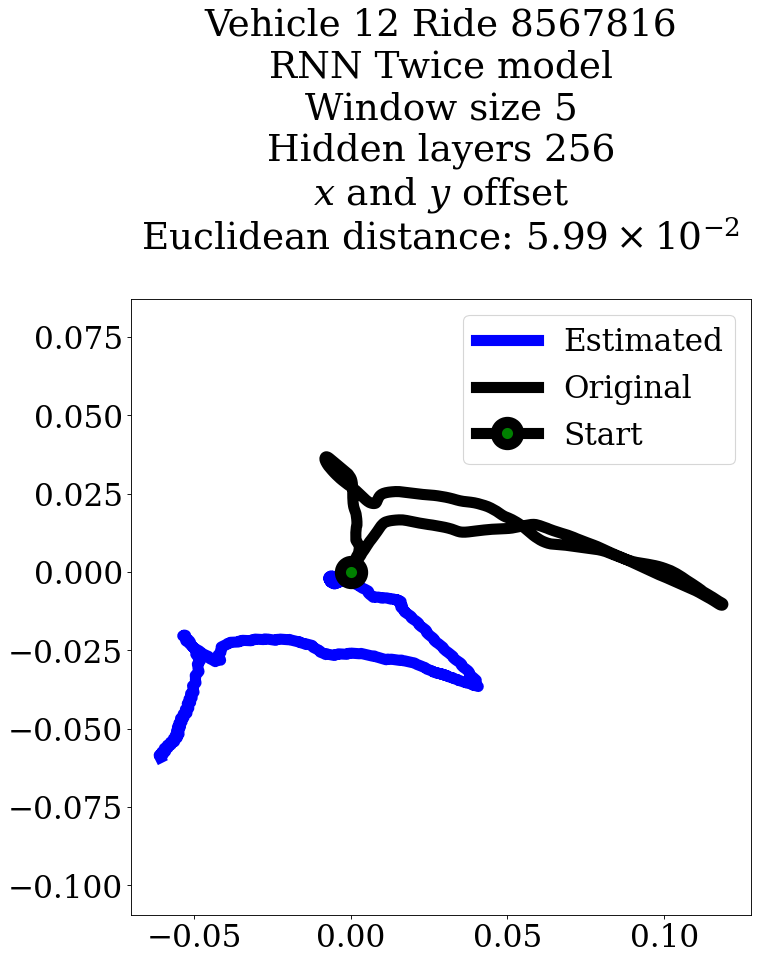 Vehicle 12 Ride 8567816
RNN Twice model
Window size 5
Hidden layers 256
x and y offset
Euclidean distance: 5.99 × 10⁻²
Estimated
Original
Start
0.075
0.050
0.025
0.000
−0.025
−0.050
−0.075
−0.100
−0.05 0.00 0.05 0.10